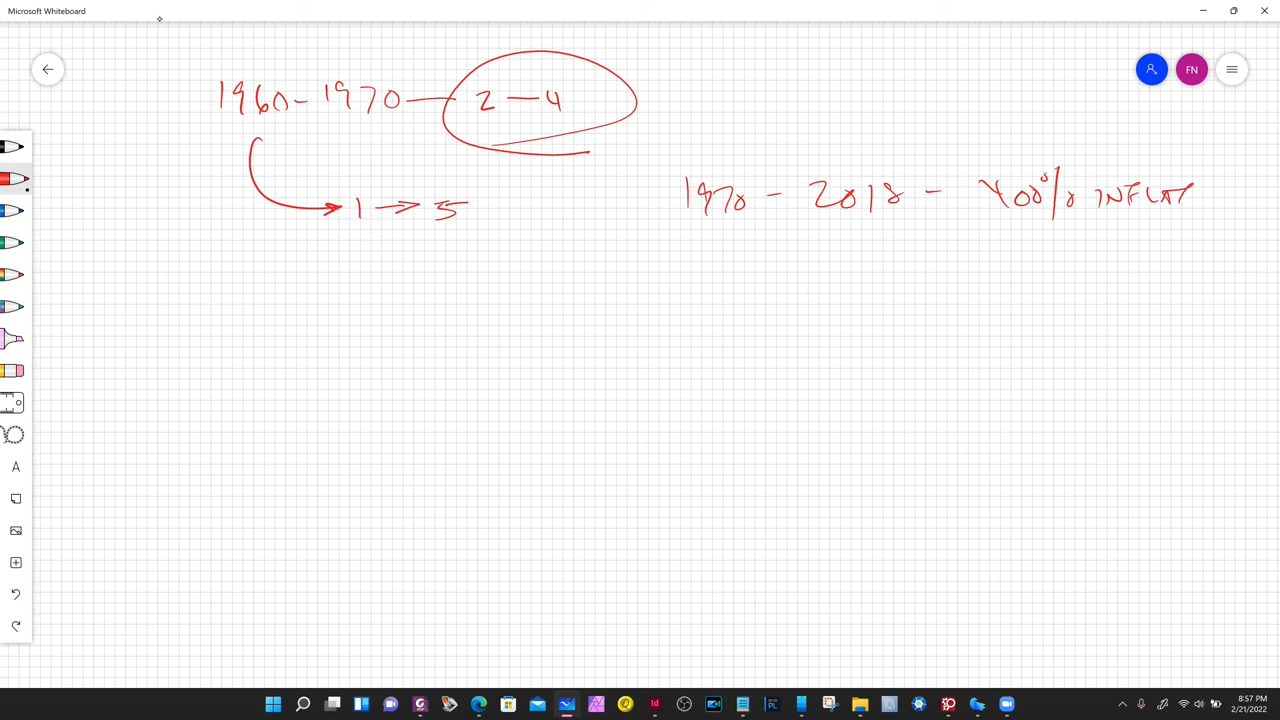 Microsoft Whiteboard
FN
1960 - 1970 — 2 — 4
1 → 5
1970 - 2018 - 400% INFLAT
A
8:57 PM
2/21/2022